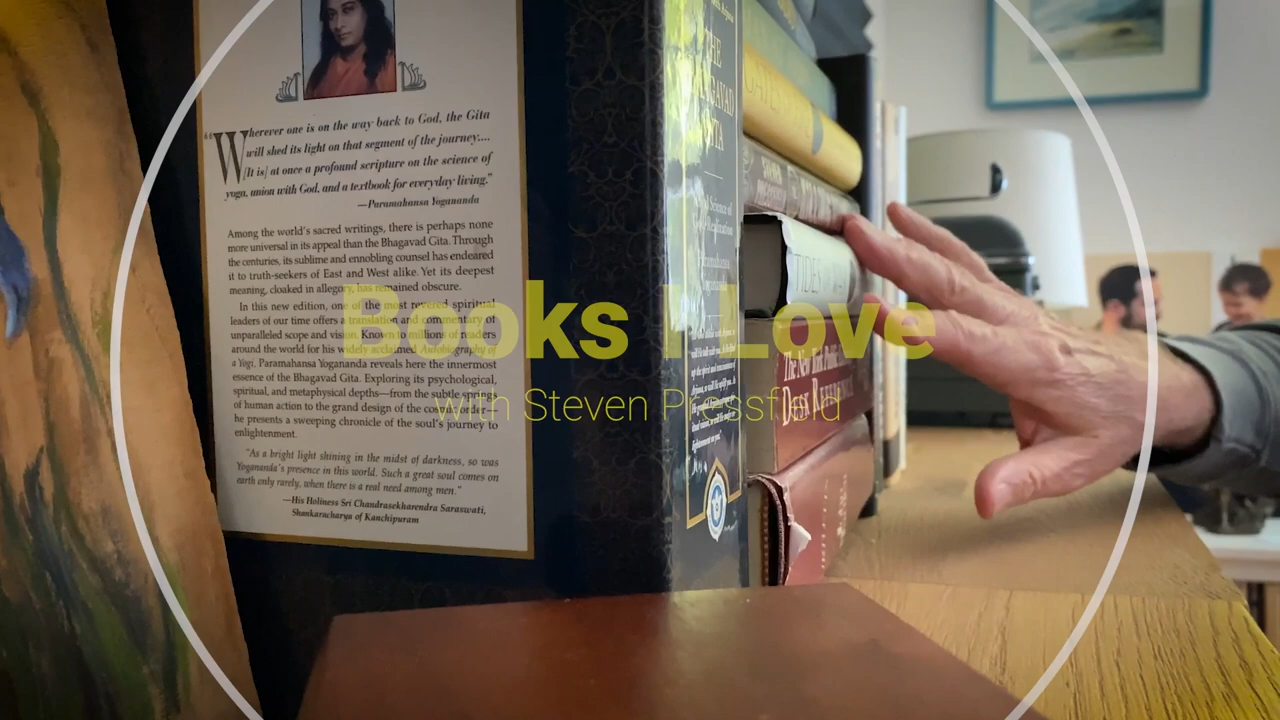 "Wherever one is on the way back to God, the Gita
will shed its light on that segment of the journey....
[It is] at once a profound scripture on the science of
yoga, union with God, and a textbook for everyday living."
—Paramahansa Yogananda
Among the world's sacred writings, there is perhaps none
more universal in its appeal than the Bhagavad Gita. Through
the centuries, its sublime and ennobling counsel has endeared
it to truth-seekers of East and West alike. Yet its deepest
meaning, cloaked in allegory, has remained obscure.
In this new edition, one of the most revered spiritual
leaders of our time offers a translation and commentary of
unparalleled scope and vision. Known to millions of readers
around the world for his widely acclaimed Autobiography of
a Yogi, Paramahansa Yogananda reveals here the innermost
essence of the Bhagavad Gita. Exploring its psychological,
spiritual, and metaphysical depths—from the subtle springs
of human action to the grand design of the cosmic order—
he presents a sweeping chronicle of the soul's journey to
enlightenment.
"As a bright light shining in the midst of darkness, so was
Yogananda's presence in this world. Such a great soul comes on
earth only rarely, when there is a real need among men."
—His Holiness Sri Chandrasekharendra Saraswati,
Shankaracharya of Kanchipuram
Books I Love
with Steven Pressfield
THE
BHAGAVAD
GITA
GATES
TIDES
The New York Public
DESK REFERENCE